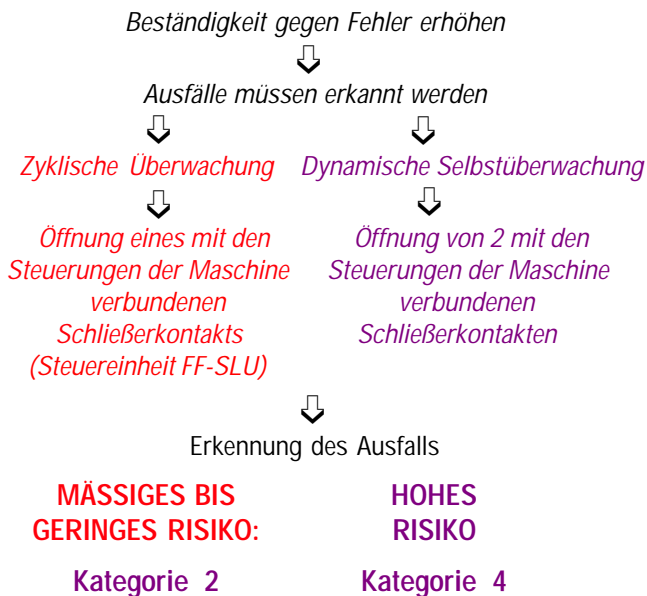 Beständigkeit gegen Fehler erhöhen
Ausfälle müssen erkannt werden
Zyklische Überwachung
Dynamische Selbstüberwachung
Öffnung eines mit den
Steuerungen der Maschine
verbundenen
Schließerkontakts
(Steuereinheit FF-SLU)
Öffnung von 2 mit den
Steuerungen der Maschine
verbundenen
Schließerkontakten
Erkennung des Ausfalls
MÄSSIGES BIS
GERINGES RISIKO:
Kategorie 2
HOHES
RISIKO
Kategorie 4